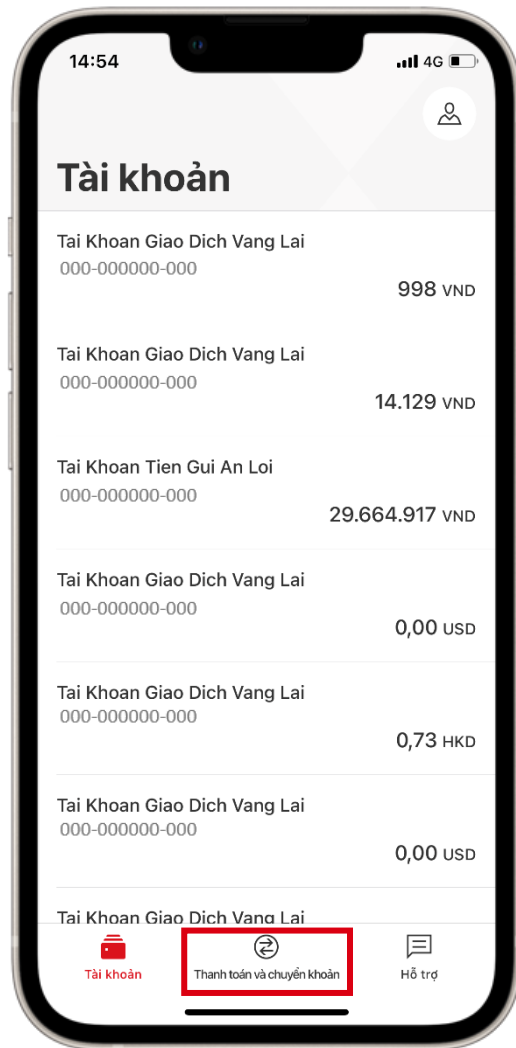 14:54
4G
Tài khoản
Tai Khoan Giao Dich Vang Lai
000-000000-000
998 VND
Tai Khoan Giao Dich Vang Lai
000-000000-000
14.129 VND
Tai Khoan Tien Gui An Loi
000-000000-000
29.664.917 VND
Tai Khoan Giao Dich Vang Lai
000-000000-000
0,00 USD
Tai Khoan Giao Dich Vang Lai
000-000000-000
0,73 HKD
Tai Khoan Giao Dich Vang Lai
000-000000-000
0,00 USD
Tai Khoan Giao Dich Vang Lai
Tài khoản
Thanh toán và chuyển khoản
Hỗ trợ